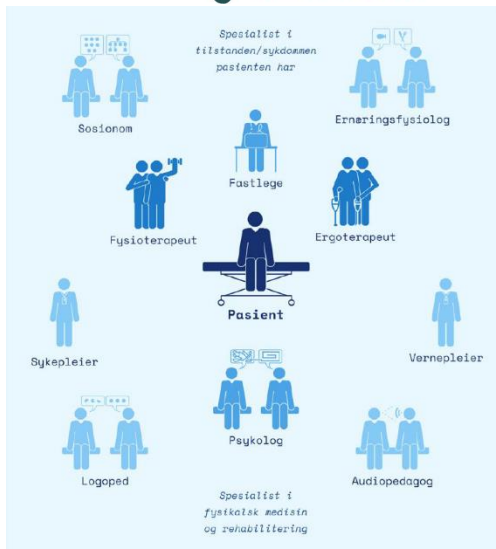 Spesialist i
tilstanden/sykdommen
pasienten har
Sosionom
Ernæringsfysiolog
Fastlege
Fysioterapeut
Ergoterapeut
Pasient
Sykepleier
Vernepleier
Psykolog
Logoped
Audiopedagog
Spesialist i
fysikalsk medisin
og rehabilitering